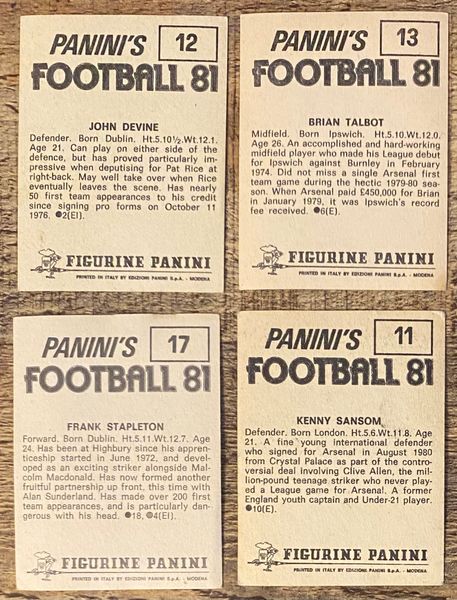 PANINI'S 12
FOOTBALL 81
JOHN DEVINE
Defender. Born Dublin. Ht.5.10½.Wt.12.1.
Age 21. Can play on either side of the
defence, but has proved particularly im-
pressive when deputising for Pat Rice at
right-back. May well take over when Rice
eventually leaves the scene. Has nearly
50 first team appearances to his credit
since signing pro forms on October 11
1976. ●2(EI).
FIGURINE PANINI
PRINTED IN ITALY BY EDIZIONI PANINI S.p.A. - MODENA
PANINI'S 13
FOOTBALL 81
BRIAN TALBOT
Midfield. Born Ipswich. Ht.5.10.Wt.12.0.
Age 26. An accomplished and hard-working
midfield player who made his League debut
for Ipswich against Burnley in February
1974. Did not miss a single Arsenal first
team game during the hectic 1979-80 sea-
son. When Arsenal paid £450,000 for Brian
in January 1979, it was Ipswich's record
fee received. ●6(E).
FIGURINE PANINI
PRINTED IN ITALY BY EDIZIONI PANINI S.p.A. - MODENA
PANINI'S 17
FOOTBALL 81
FRANK STAPLETON
Forward. Born Dublin. Ht.5.11.Wt.12.7. Age
24. Has been at Highbury since his appren-
ticeship started in June 1972, and devel-
oped as an exciting striker alongside Mal-
colm Macdonald. Has now formed another
fruitful partnership up front, this time with
Alan Sunderland. Has made over 200 first
team appearances, and is particularly dan-
gerous with his head. ●18, ◍4(EI).
FIGURINE PANINI
PRINTED IN ITALY BY EDIZIONI PANINI S.p.A. - MODENA
PANINI'S 11
FOOTBALL 81
KENNY SANSOM
Defender. Born London. Ht.5.6.Wt.11.8. Age
21. A fine young International defender
who signed for Arsenal in August 1980
from Crystal Palace as part of the contro-
versial deal involving Clive Allen, the mil-
lion-pound teenage striker who never play-
ed a League game for Arsenal. A former
England youth captain and Under-21 player.
●10(E).
FIGURINE PANINI
PRINTED IN ITALY BY EDIZIONI PANINI S.p.A. - MODENA